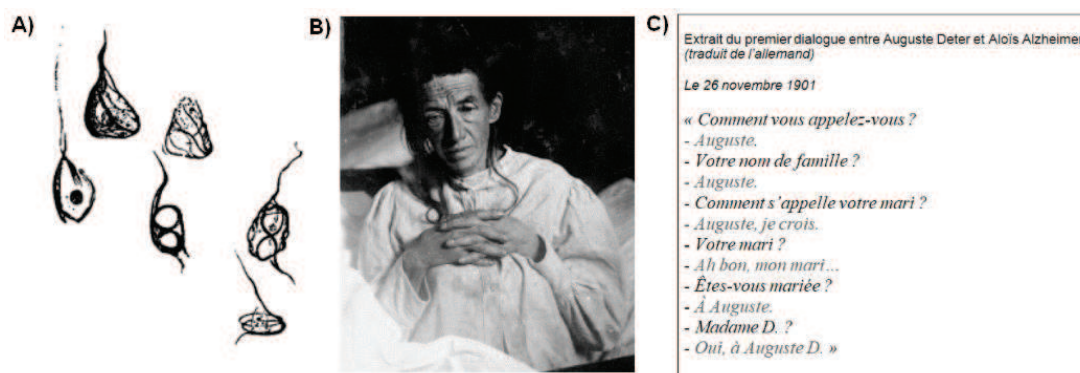 A)
B)
C)
Extrait du premier dialogue entre Auguste Deter et Aloïs Alzheimer
(traduit de l'allemand)
Le 26 novembre 1901
« Comment vous appelez-vous ?
- Auguste.
- Votre nom de famille ?
- Auguste.
- Comment s'appelle votre mari ?
- Auguste, je crois.
- Votre mari ?
- Ah bon, mon mari…
- Êtes-vous mariée ?
- À Auguste.
- Madame D. ?
- Oui, à Auguste D. »